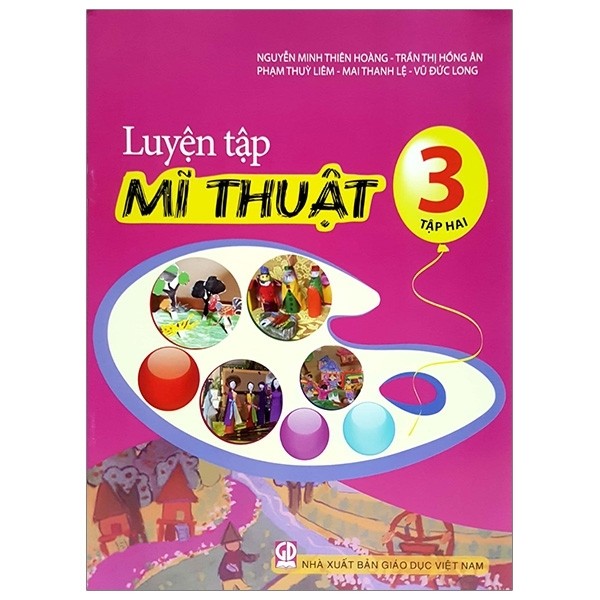 NGUYỄN MINH THIÊN HOÀNG - TRẦN THỊ HỒNG ÂN
PHẠM THUỲ LIÊM - MAI THANH LỆ - VŨ ĐỨC LONG
Luyện tập
MĨ THUẬT
3
TẬP HAI
GD
NHÀ XUẤT BẢN GIÁO DỤC VIỆT NAM